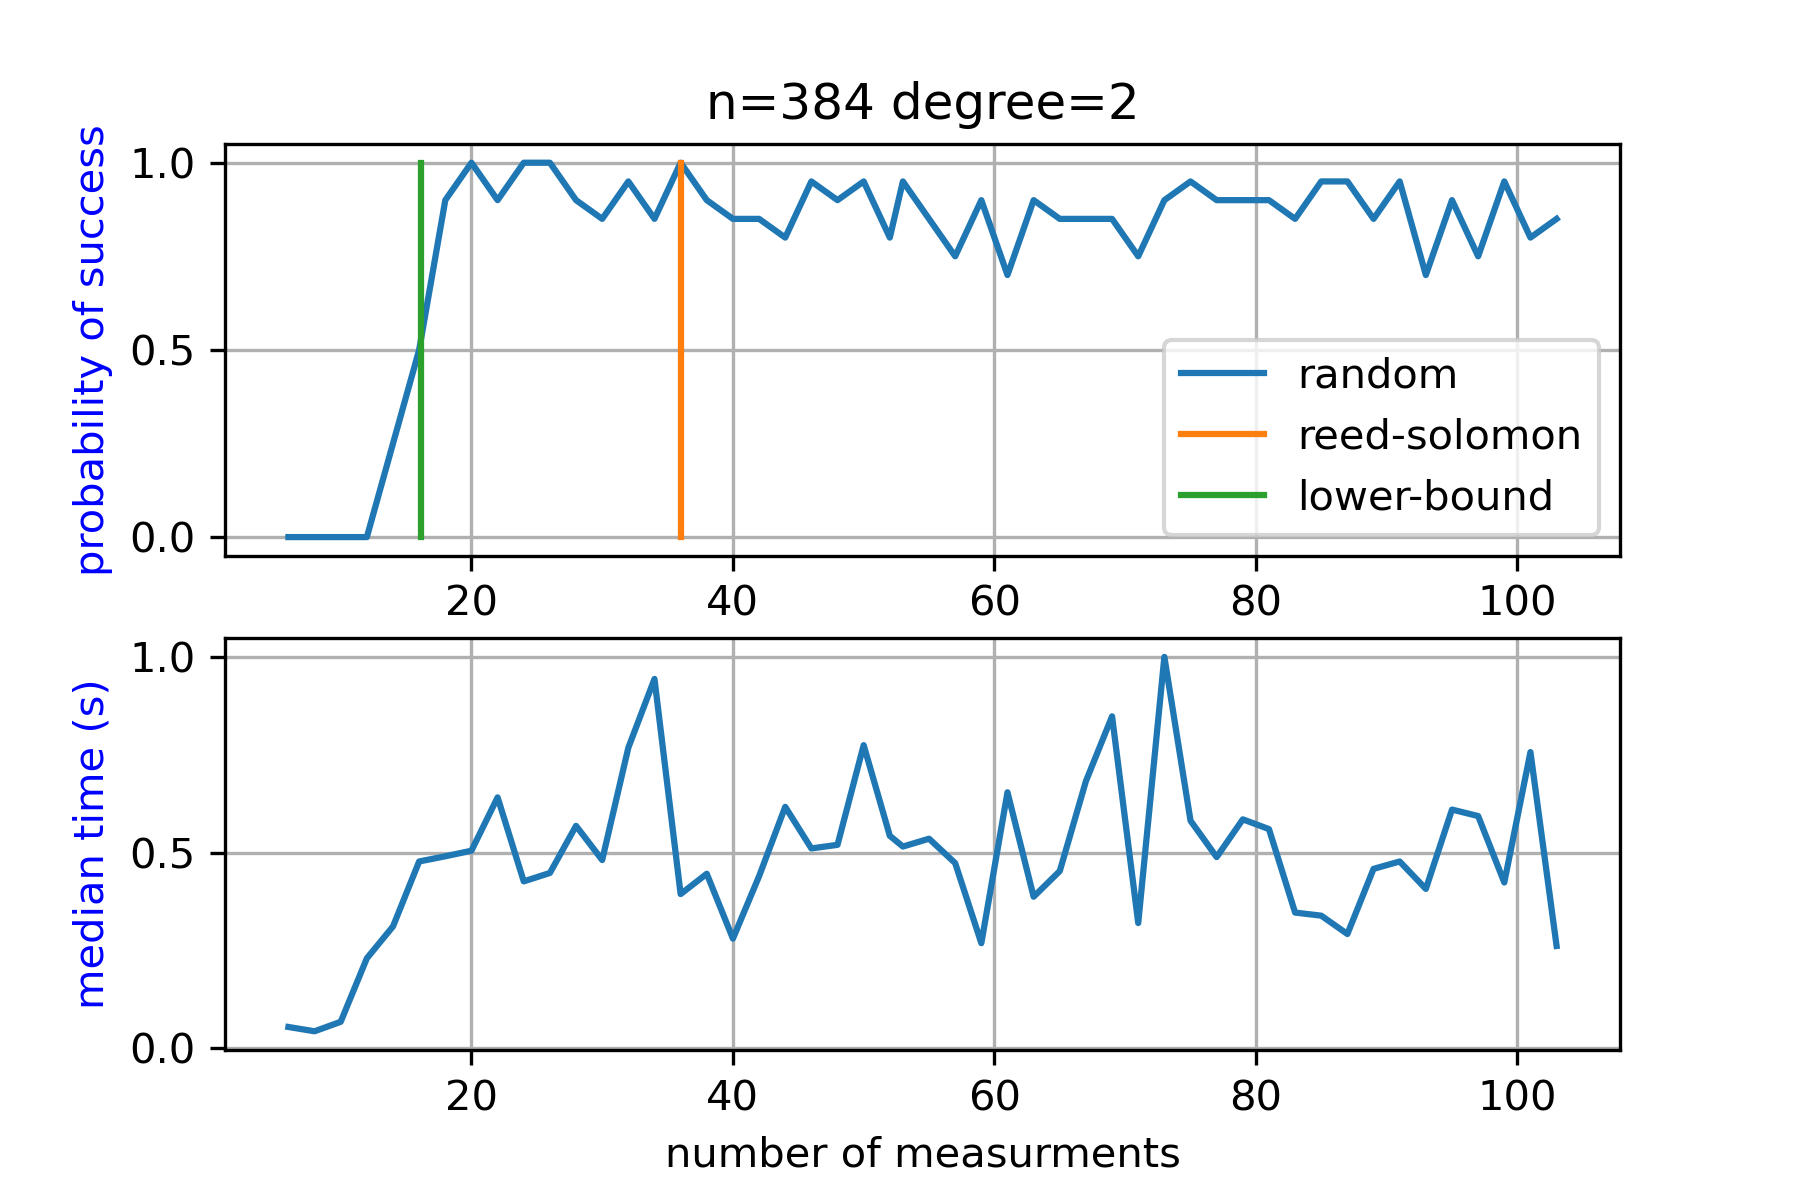 n=384 degree=2
probability of success
1.0
0.5
0.0
random
reed-solomon
lower-bound
20 40 60 80 100
median time (s)
1.0
0.5
0.0
20 40 60 80 100
number of measurments